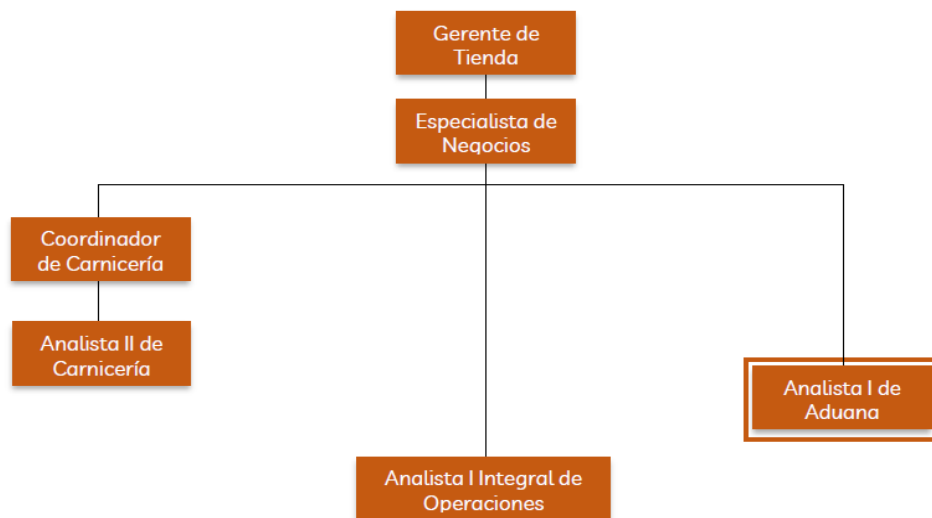 Gerente de
Tienda
Especialista de
Negocios
Coordinador
de Carnicería
Analista II de
Carnicería
Analista I de
Aduana
Analista I Integral de
Operaciones